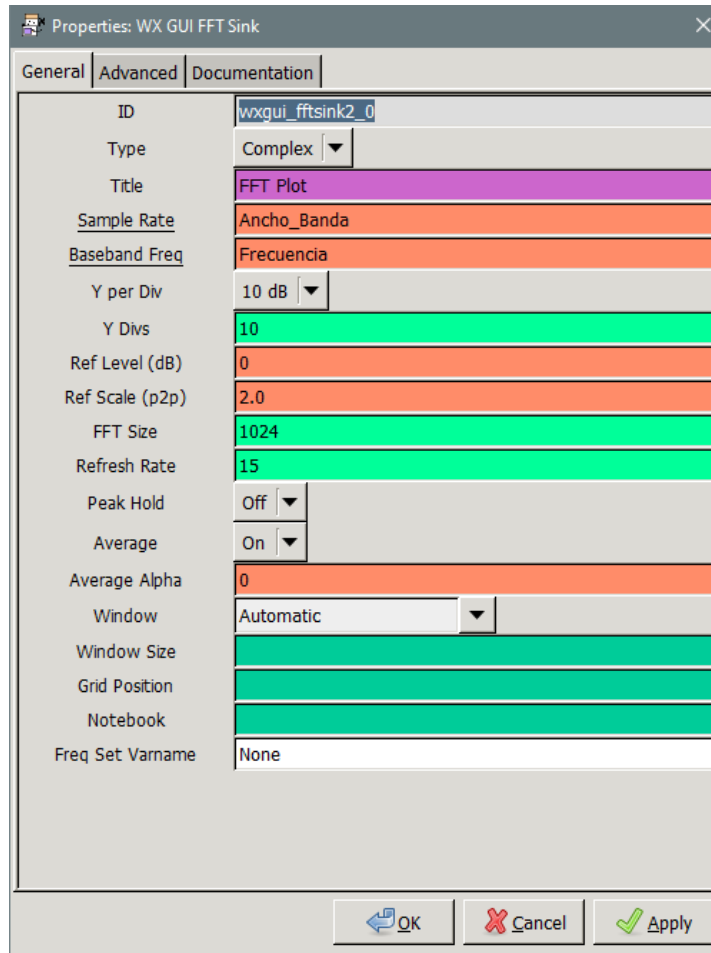 Properties: WX GUI FFT Sink
General Advanced Documentation
ID wxgui_fftsink2_0
Type Complex
Title FFT Plot
Sample Rate Ancho_Banda
Baseband Freq Frecuencia
Y per Div 10 dB
Y Divs 10
Ref Level (dB) 0
Ref Scale (p2p) 2.0
FFT Size 1024
Refresh Rate 15
Peak Hold Off
Average On
Average Alpha 0
Window Automatic
Window Size
Grid Position
Notebook
Freq Set Varname None
OK Cancel Apply